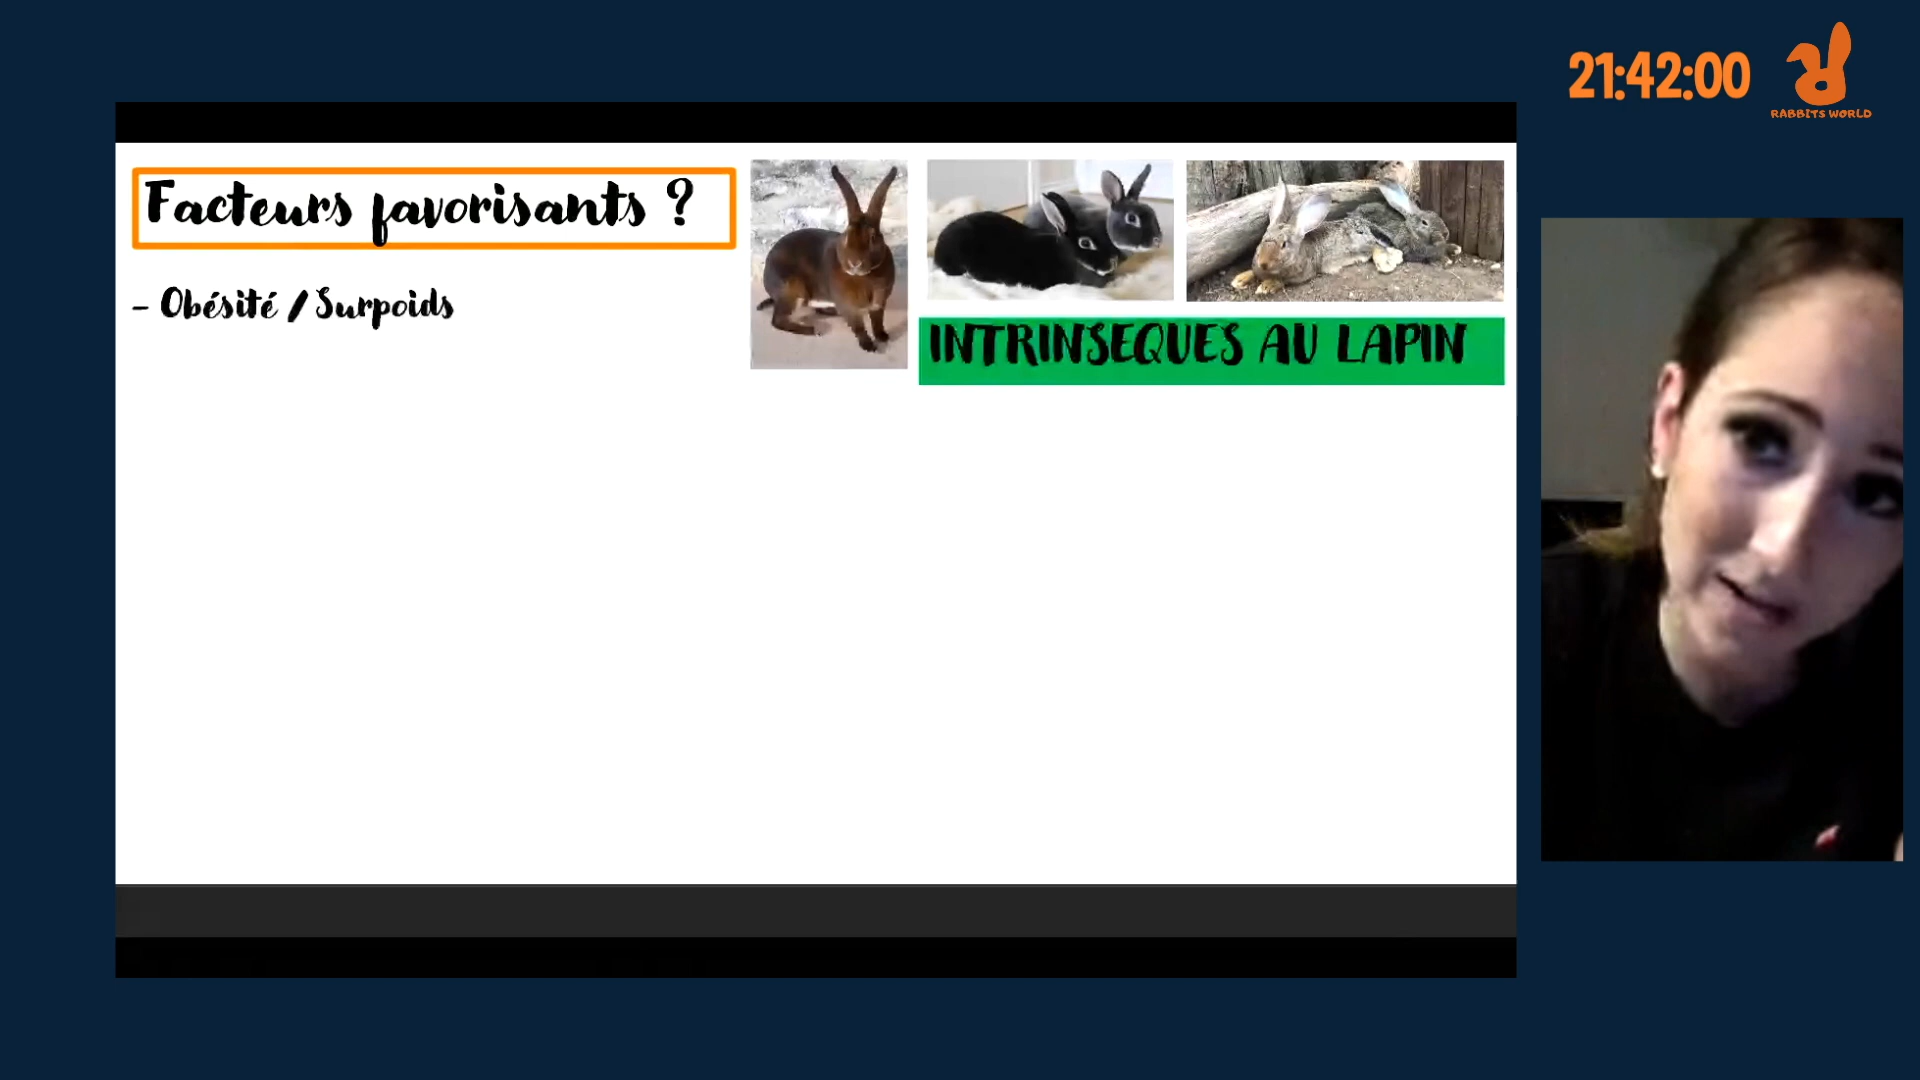 21:42:00
RABBITS WORLD
Facteurs favorisants ?
- Obésité / Surpoids
INTRINSEQUES AU LAPIN